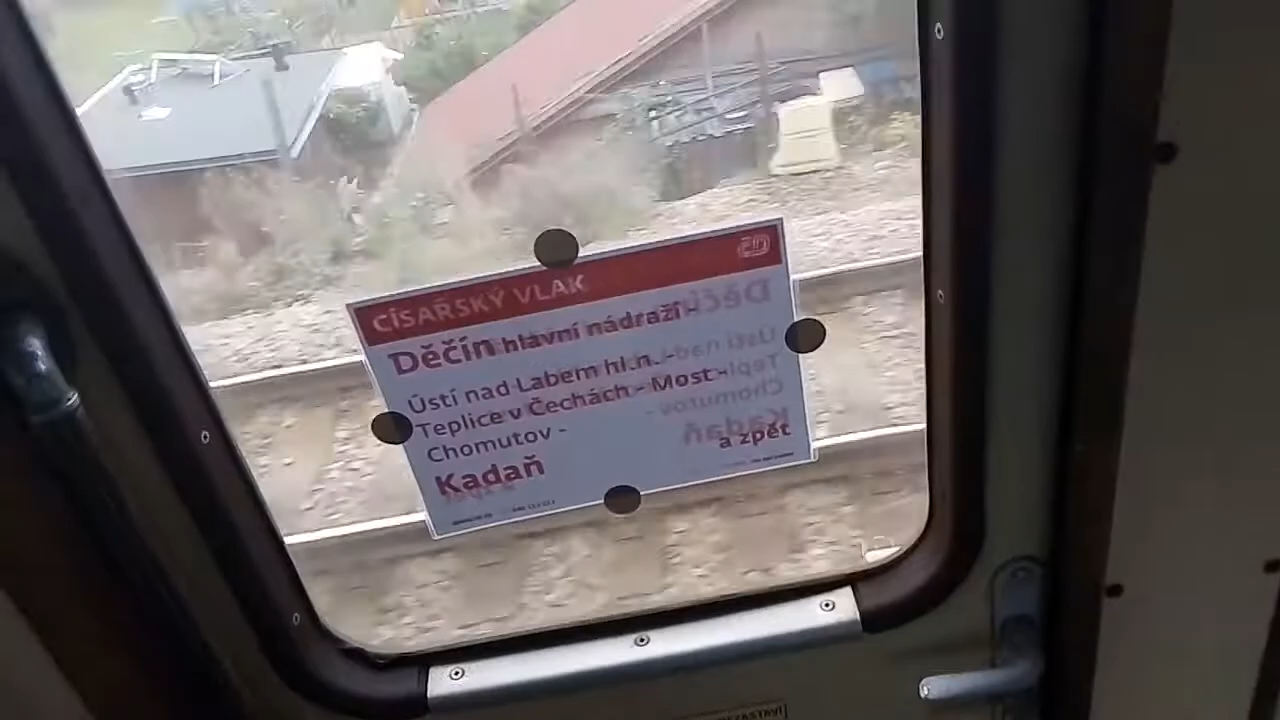 CÍSAŘSKÝ VLAK
Děčín hlavní nádraží -
Ústí nad Labem hl.n. -
Teplice v Čechách - Most -
Chomutov -
Kadaň
a zpět